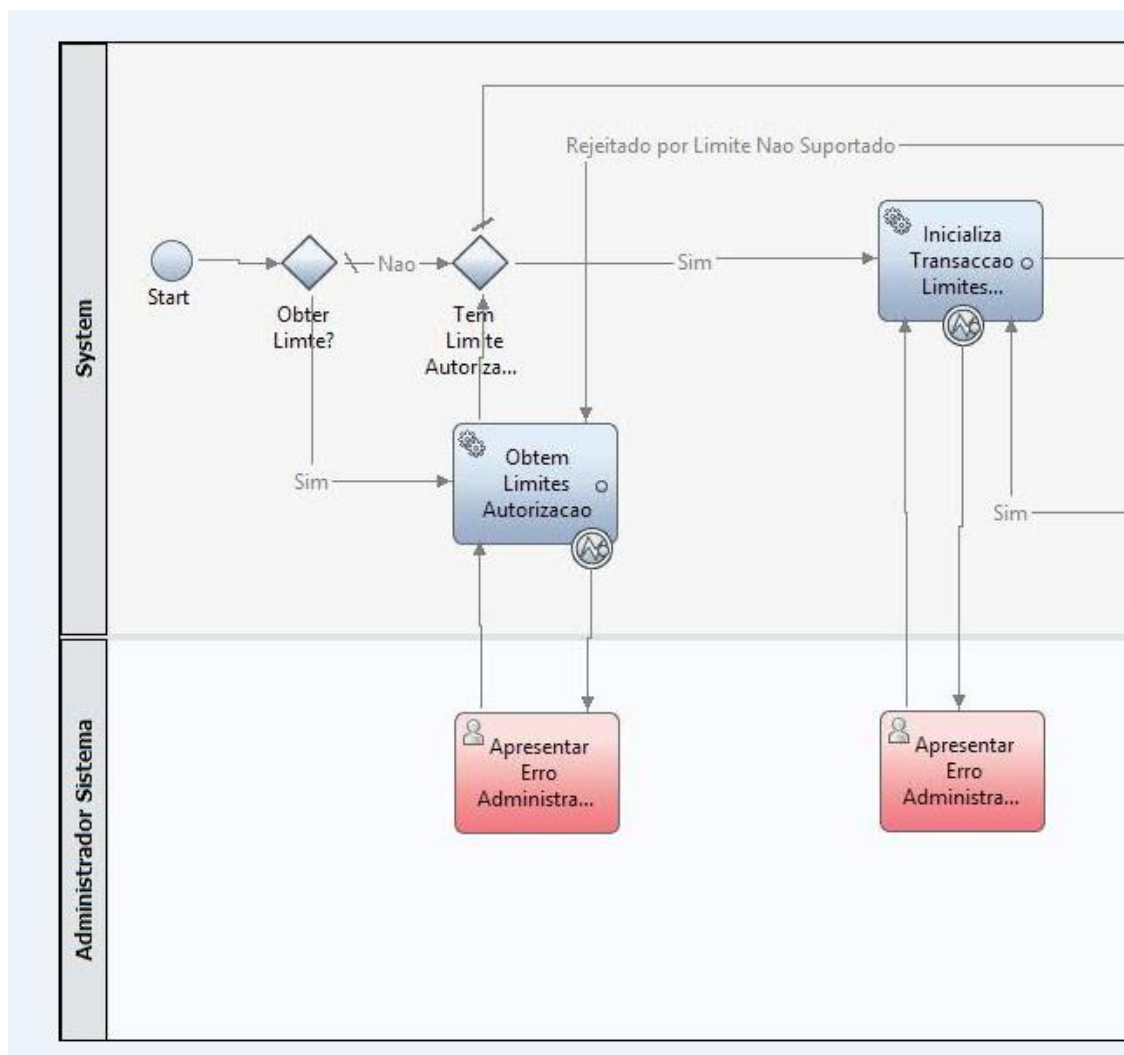 System
Rejeitado por Limite Nao Suportado
Start
Obter
Limte?
Nao
Tem
Limite
Autoriza...
Sim
Inicializa
Transaccao
Limites...
Sim
Obtem
Limites
Autorizacao
Sim
Administrador Sistema
Apresentar
Erro
Administra...
Apresentar
Erro
Administra...